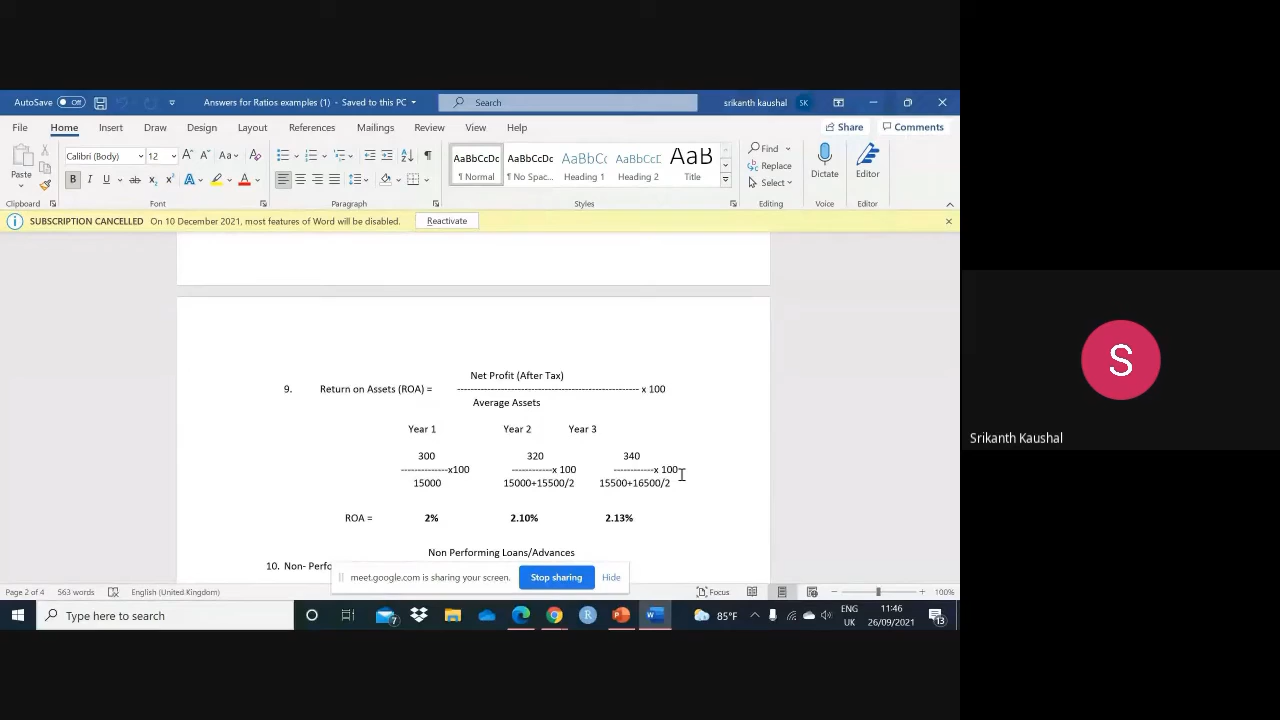 AutoSave Off Answers for Ratios examples (1) - Saved to this PC Search srikanth kaushal SK
File Home Insert Draw Design Layout References Mailings Review View Help Share Comments
Paste Calibri (Body) 12 A A Aa A AaBbCcDc AaBbCcDc AaBbCc AaBbCcD AaB Find Dictate Editor
B I U ab x₂ x² A A ¶ Normal ¶ No Spac... Heading 1 Heading 2 Title Replace
Select
Clipboard Font Paragraph Styles Editing Voice Editor
SUBSCRIPTION CANCELLED On 10 December 2021, most features of Word will be disabled. Reactivate
Net Profit (After Tax)
9. Return on Assets (ROA) = ------------------------------------------------------ x 100
Average Assets
Year 1 Year 2 Year 3
300 320 340
--------------x100 ------------x 100 ------------x 100
15000 15000+15500/2 15500+16500/2
ROA = 2% 2.10% 2.13%
Non Performing Loans/Advances
10. Non- Perfo
meet.google.com is sharing your screen. Stop sharing Hide
Page 2 of 4 563 words English (United Kingdom) Focus 100%
Type here to search 7 85°F ENG UK 11:46 26/09/2021 13
S
Srikanth Kaushal